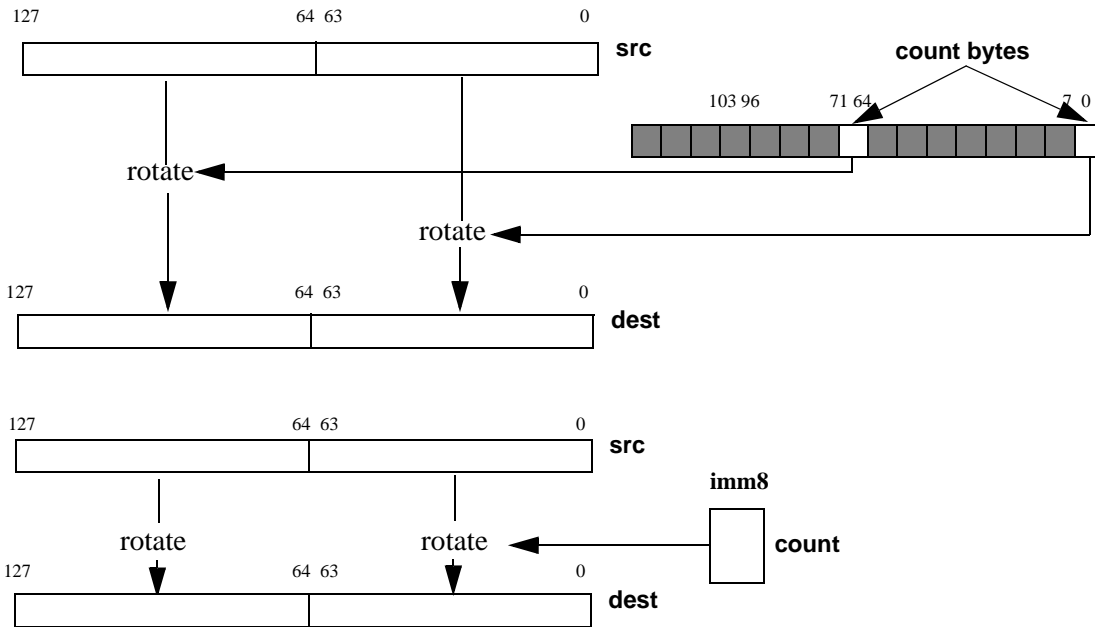 127 64 63 0
src
count bytes
103 96 71 64 7 0
rotate
rotate
127 64 63 0
dest
127 64 63 0
src
imm8
rotate rotate
count
127 64 63 0
dest